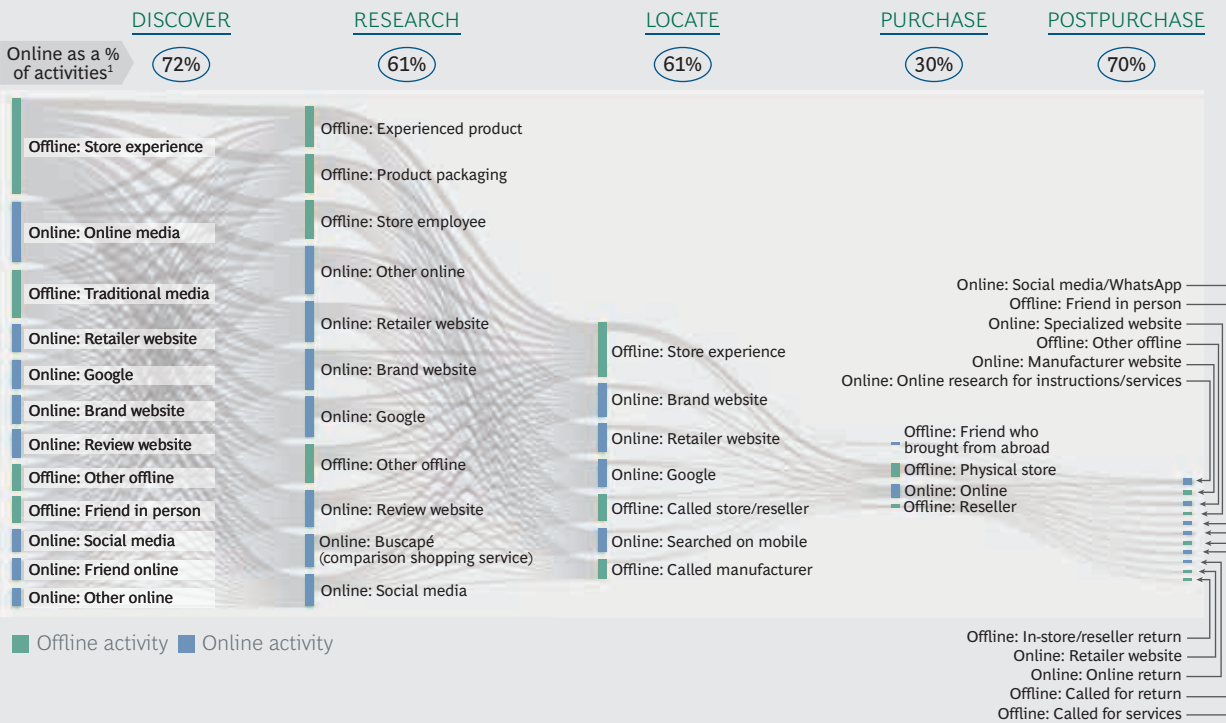 DISCOVER
RESEARCH
LOCATE
PURCHASE
POSTPURCHASE
Online as a %
of activities¹
72%
61%
61%
30%
70%
Offline: Store experience
Online: Online media
Offline: Traditional media
Online: Retailer website
Online: Google
Online: Brand website
Online: Review website
Offline: Other offline
Offline: Friend in person
Online: Social media
Online: Friend online
Online: Other online
Offline: Experienced product
Offline: Product packaging
Offline: Store employee
Online: Other online
Online: Retailer website
Online: Brand website
Online: Google
Offline: Other offline
Online: Review website
Online: Buscapé
(comparison shopping service)
Online: Social media
Offline: Store experience
Online: Brand website
Online: Retailer website
Online: Google
Offline: Called store/reseller
Online: Searched on mobile
Offline: Called manufacturer
Offline: Friend who
brought from abroad
Offline: Physical store
Online: Online
Offline: Reseller
Online: Social media/WhatsApp
Offline: Friend in person
Online: Specialized website
Offline: Other offline
Online: Manufacturer website
Online: Online research for instructions/services
Offline: In-store/reseller return
Online: Retailer website
Online: Online return
Offline: Called for return
Offline: Called for services
Offline activity
Online activity